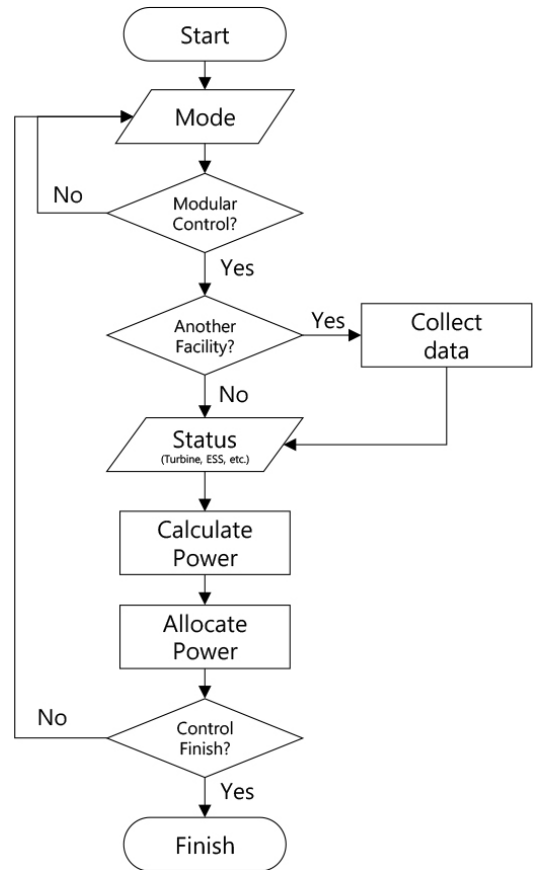 Start
Mode
No
Modular
Control?
Yes
Another
Facility?
Yes
Collect
data
No
Status
(Turbine, ESS, etc.)
Calculate
Power
Allocate
Power
No
Control
Finish?
Yes
Finish